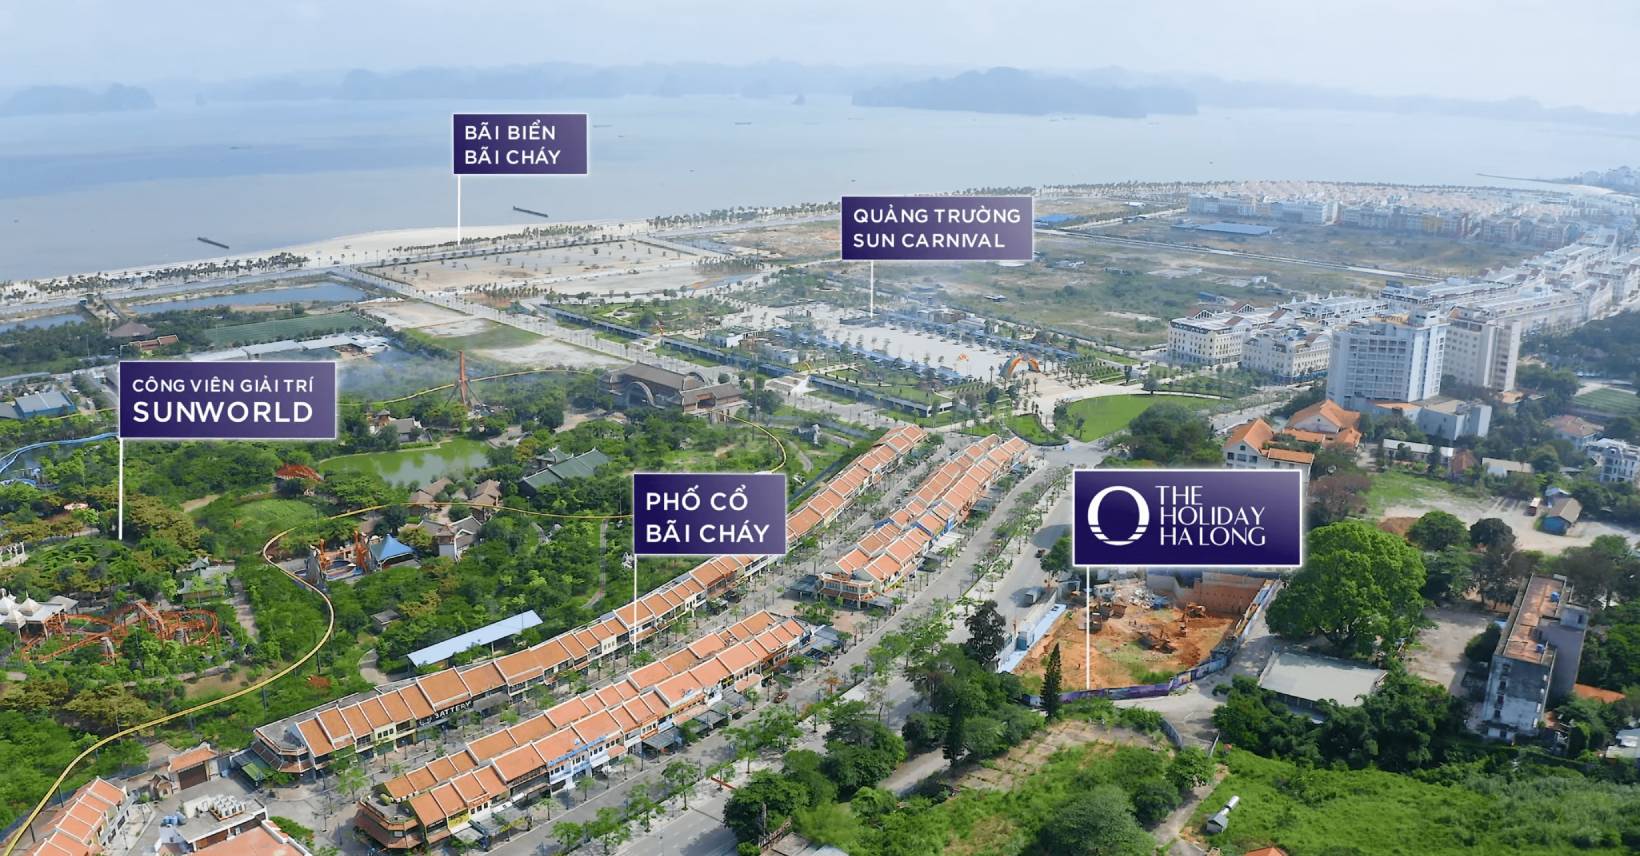 BÃI BIỂN
BÃI CHÁY
QUẢNG TRƯỜNG
SUN CARNIVAL
CÔNG VIÊN GIẢI TRÍ
SUNWORLD
PHỐ CỔ
BÃI CHÁY
THE
HOLIDAY
HA LONG
BATTERY